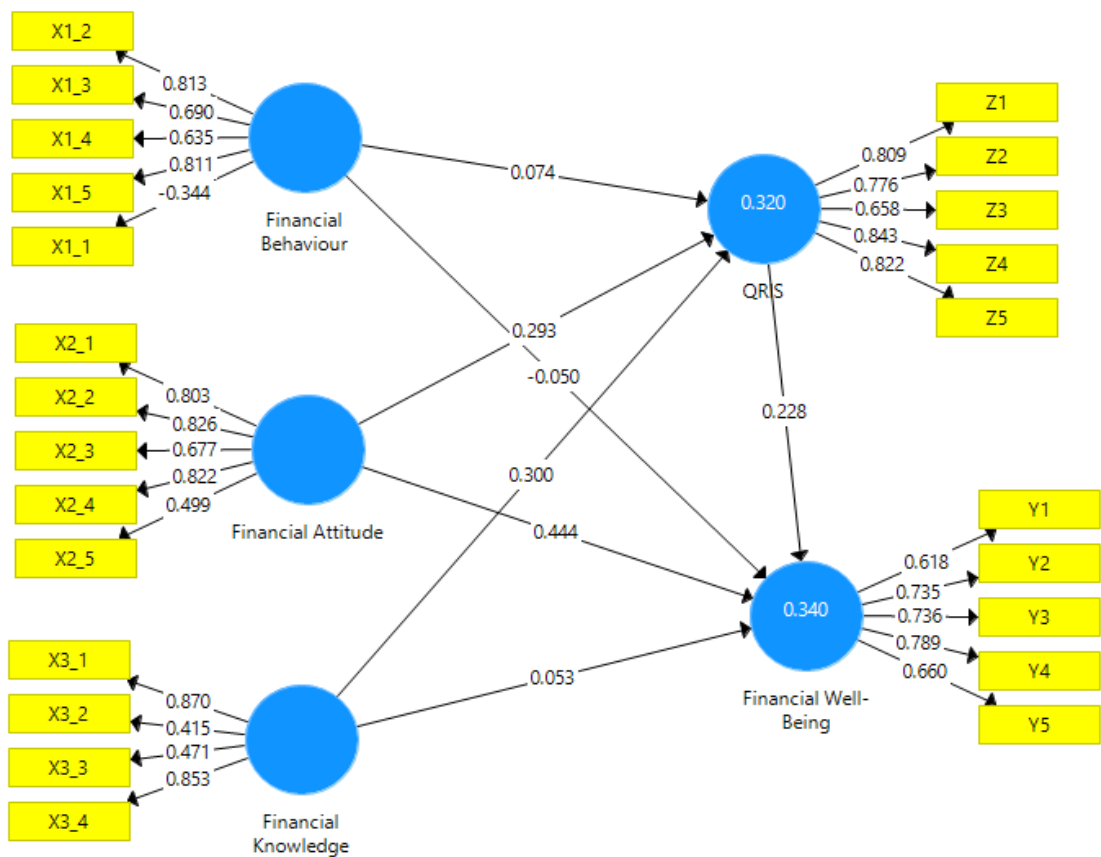 X1_2
X1_3
X1_4
X1_5
X1_1
0.813
0.690
0.635
0.811
-0.344
Financial
Behaviour
X2_1
X2_2
X2_3
X2_4
X2_5
0.803
0.826
0.677
0.822
0.499
Financial Attitude
X3_1
X3_2
X3_3
X3_4
0.870
0.415
0.471
0.853
Financial
Knowledge
0.074
0.293
-0.050
0.300
0.444
0.053
0.228
0.320
QRIS
0.809
0.776
0.658
0.843
0.822
Z1
Z2
Z3
Z4
Z5
0.340
Financial Well-
Being
0.618
0.735
0.736
0.789
0.660
Y1
Y2
Y3
Y4
Y5